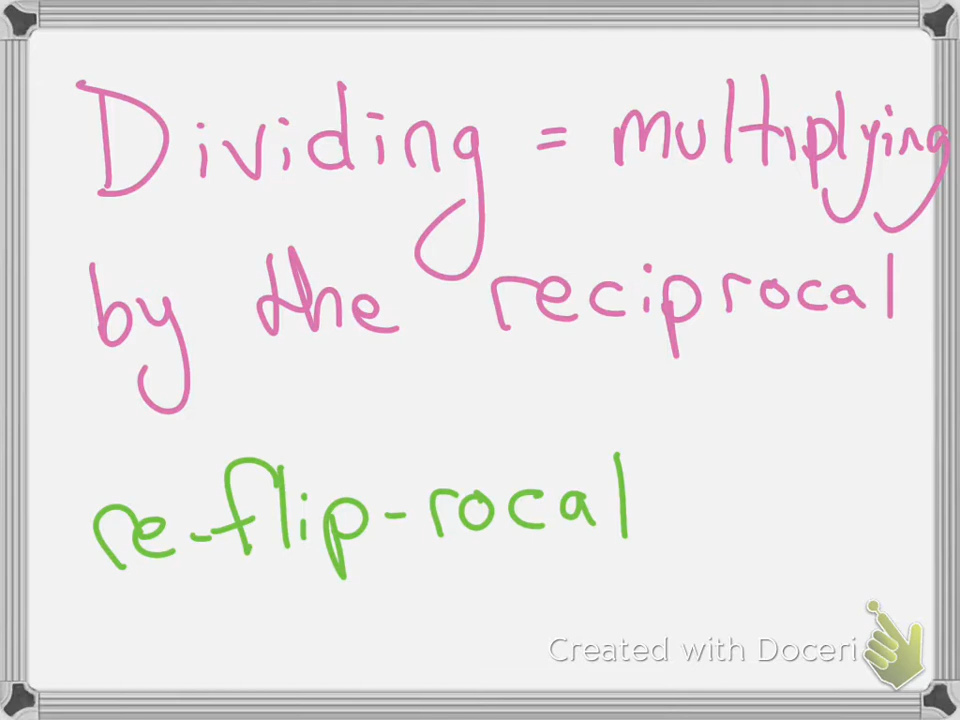 Dividing = multiplying
by the reciprocal
re-flip-rocal
Created with Doceri